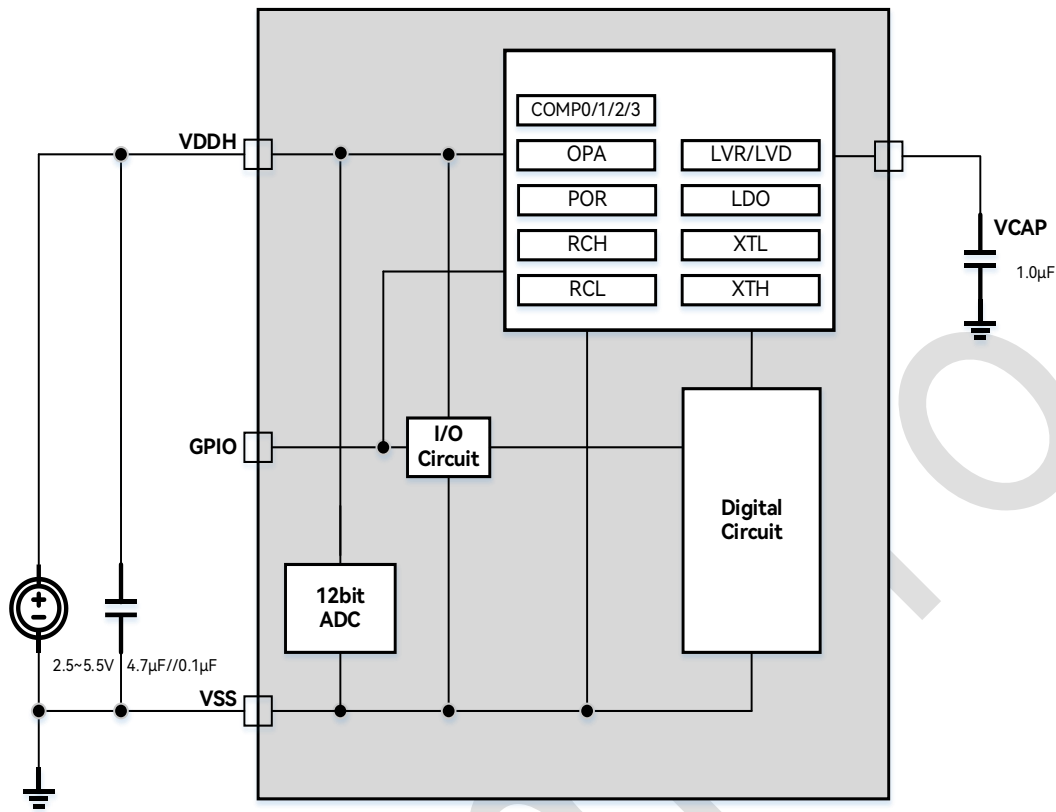 COMP0/1/2/3
VDDH
OPA
LVR/LVD
POR
LDO
RCH
XTL
VCAP
RCL
XTH
1.0μF
GPIO
I/O
Circuit
Digital
Circuit
12bit
ADC
2.5~5.5V
4.7μF//0.1μF
VSS